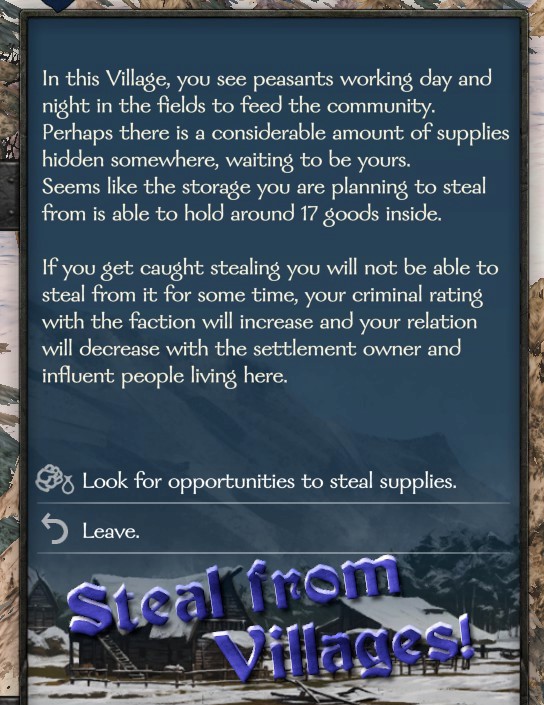 In this Village, you see peasants working day and
night in the fields to feed the community.
Perhaps there is a considerable amount of supplies
hidden somewhere, waiting to be yours.
Seems like the storage you are planning to steal
from is able to hold around 17 goods inside.
If you get caught stealing you will not be able to
steal from it for some time, your criminal rating
with the faction will increase and your relation
will decrease with the settlement owner and
influent people living here.
Look for opportunities to steal supplies.
Leave.
Steal from
Villages!